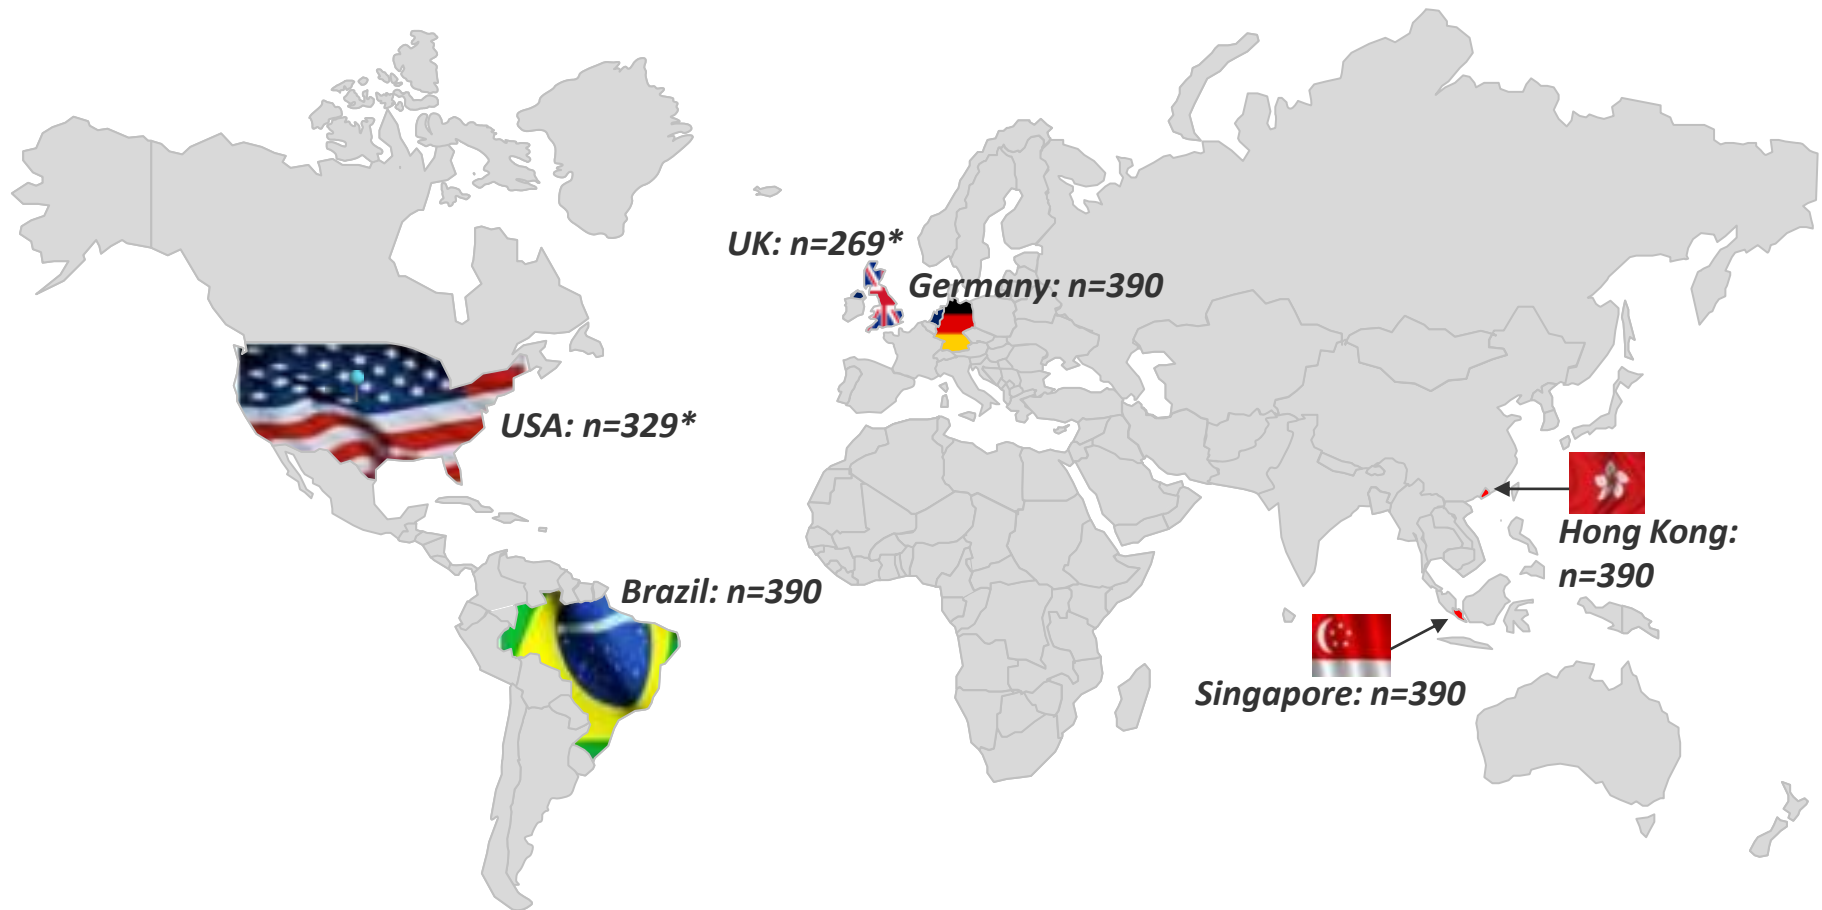 UK: n=269*
Germany: n=390
USA: n=329*
Hong Kong:
n=390
Brazil: n=390
Singapore: n=390